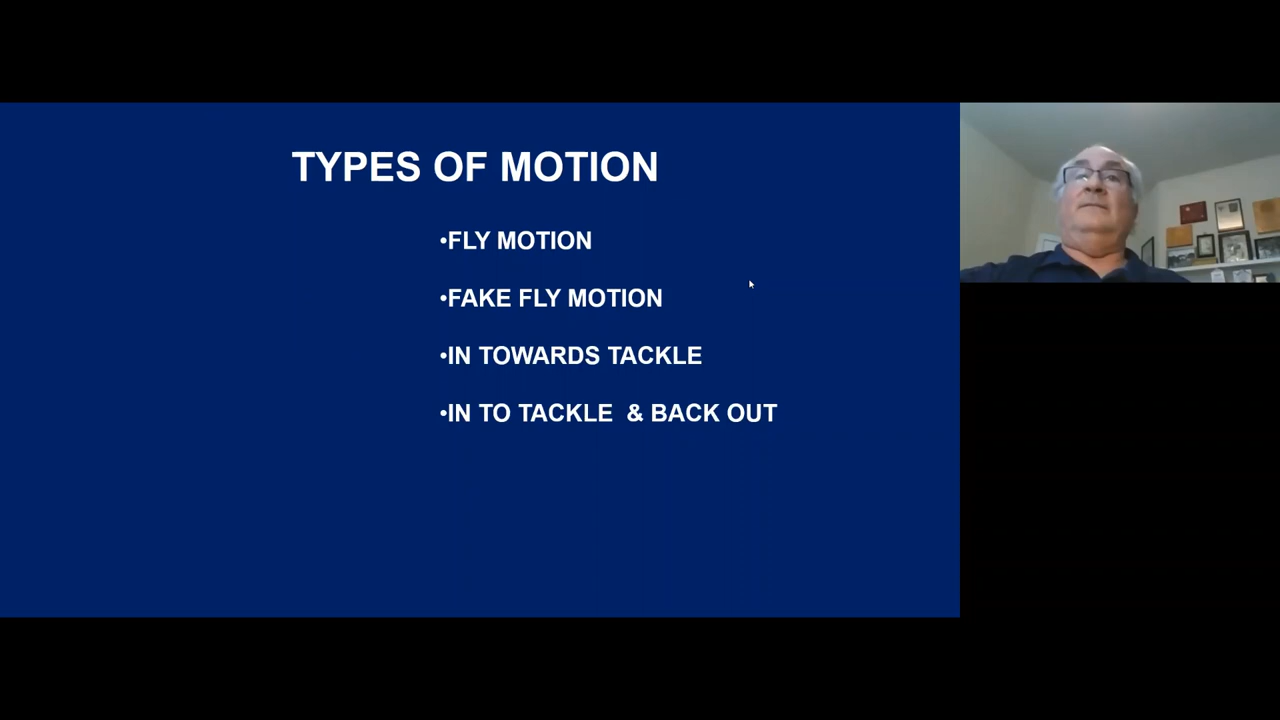 TYPES OF MOTION
•FLY MOTION
•FAKE FLY MOTION
•IN TOWARDS TACKLE
•IN TO TACKLE  & BACK OUT